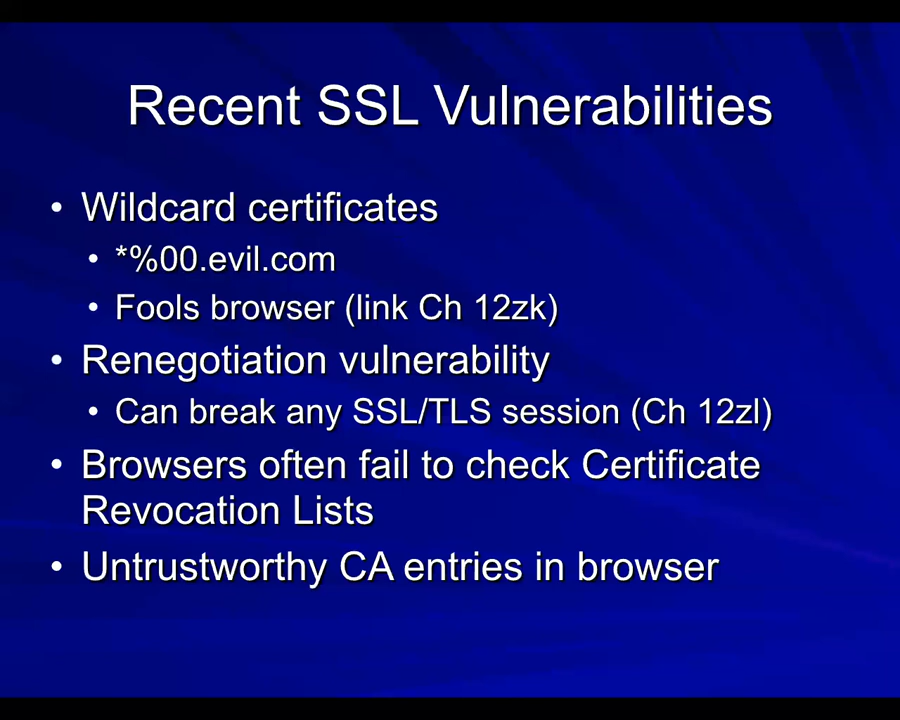 Recent SSL Vulnerabilities
• Wildcard certificates
• *%00.evil.com
• Fools browser (link Ch 12zk)
• Renegotiation vulnerability
• Can break any SSL/TLS session (Ch 12zl)
• Browsers often fail to check Certificate
Revocation Lists
• Untrustworthy CA entries in browser